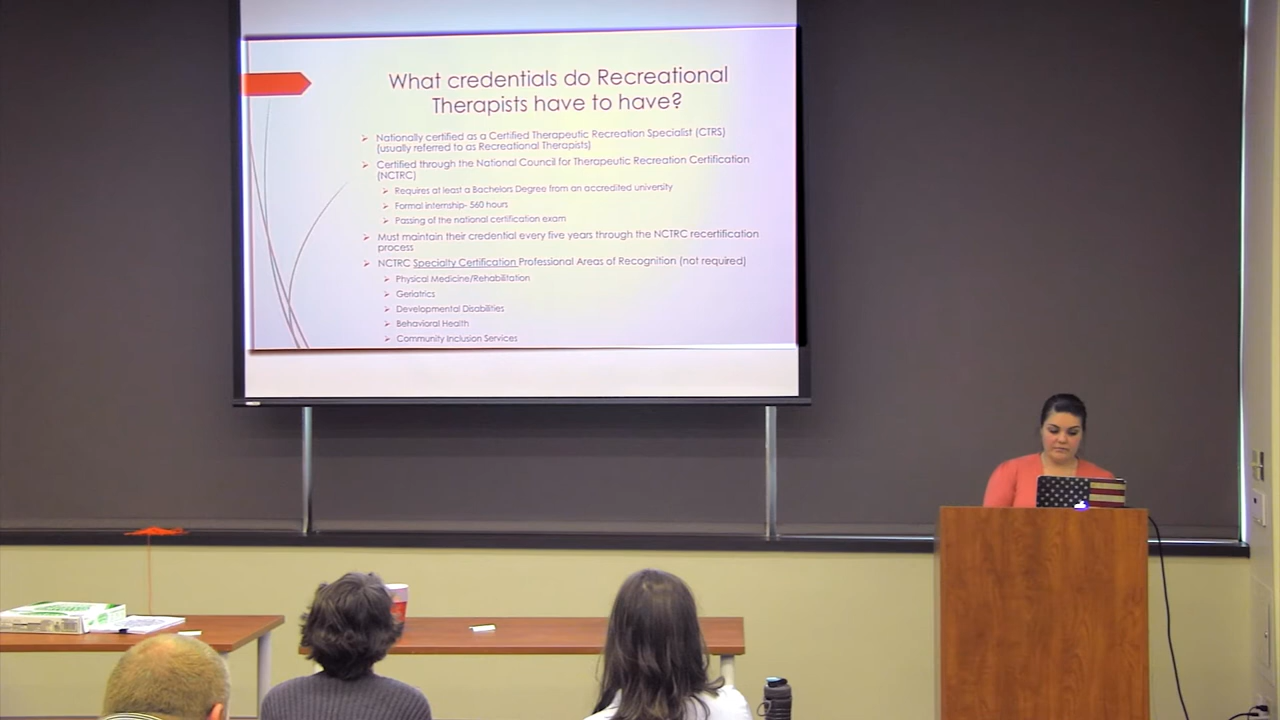 What credentials do Recreational
Therapists have to have?
Nationally certified as a Certified Therapeutic Recreation Specialist (CTRS)
(usually referred to as Recreational Therapists)
Certified through the National Council for Therapeutic Recreation Certification
(NCTRC)
Requires at least a Bachelors Degree from an accredited university
Formal internship- 560 hours
Passing of the national certification exam
Must maintain their credential every five years through the NCTRC recertification
process
NCTRC Specialty Certification Professional Areas of Recognition (not required)
Physical Medicine/Rehabilitation
Geriatrics
Developmental Disabilities
Behavioral Health
Community Inclusion Services